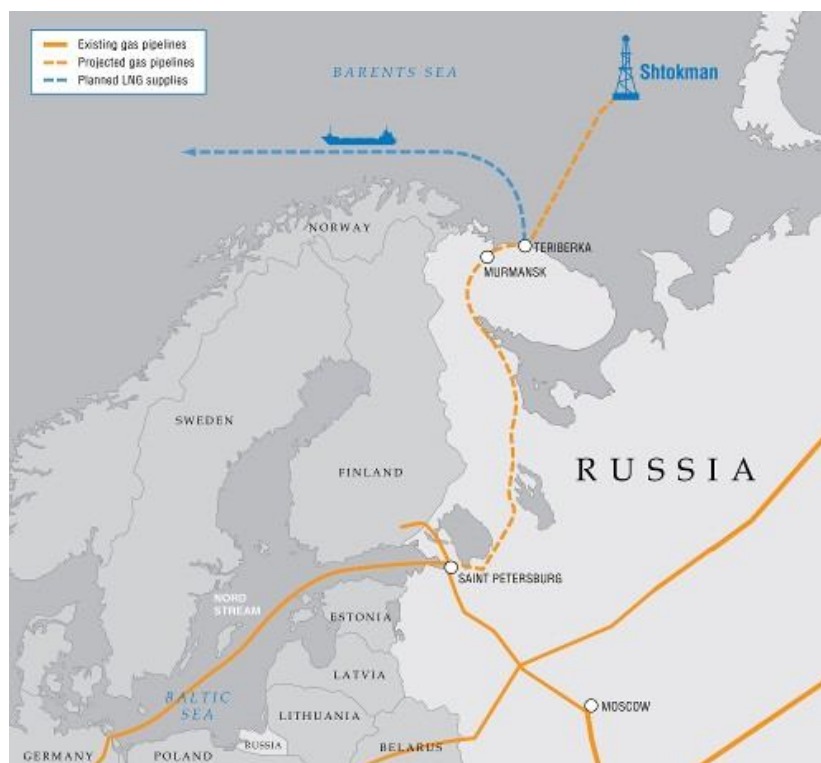 Existing gas pipelines
Projected gas pipelines
Planned LNG supplies
BARENTS SEA
Shtokman
NORWAY
TERIBERKA
MURMANSK
SWEDEN
FINLAND
RUSSIA
SAINT PETERSBURG
NORD
STREAM
ESTONIA
LATVIA
BALTIC
SEA
LITHUANIA
MOSCOW
RUSSIA
BELARUS
GERMANY
POLAND